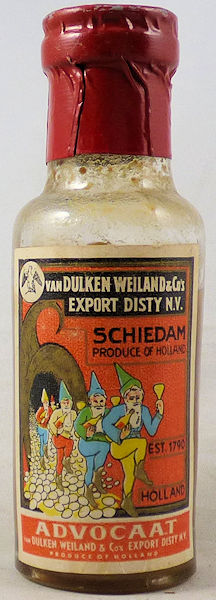 VAN DULKEN WEILAND & Co's
EXPORT DISTY N.V.
SCHIEDAM
PRODUCE OF HOLLAND
EST. 1790
HOLLAND
ADVOCAAT
VAN DULKEN WEILAND & Co's EXPORT DISTY N.V.
PRODUCE OF HOLLAND